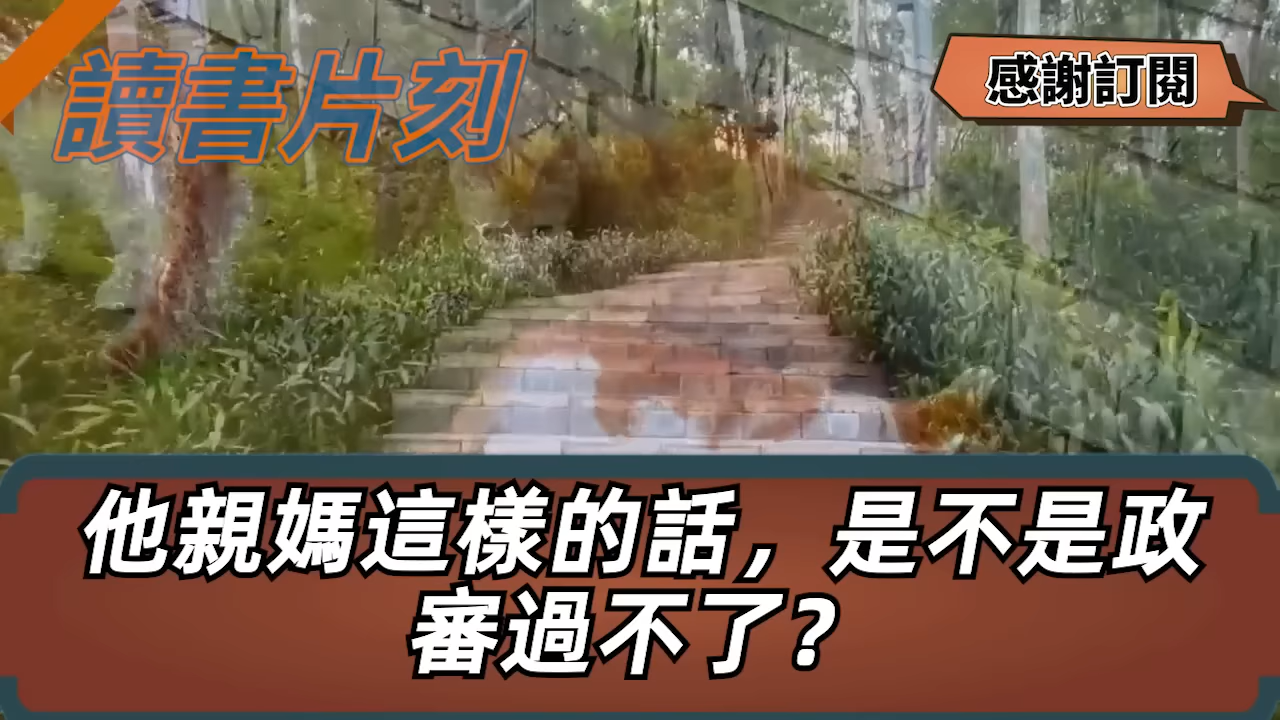 讀書片刻
感謝訂閱
他親媽這樣的話，是不是政
審過不了？